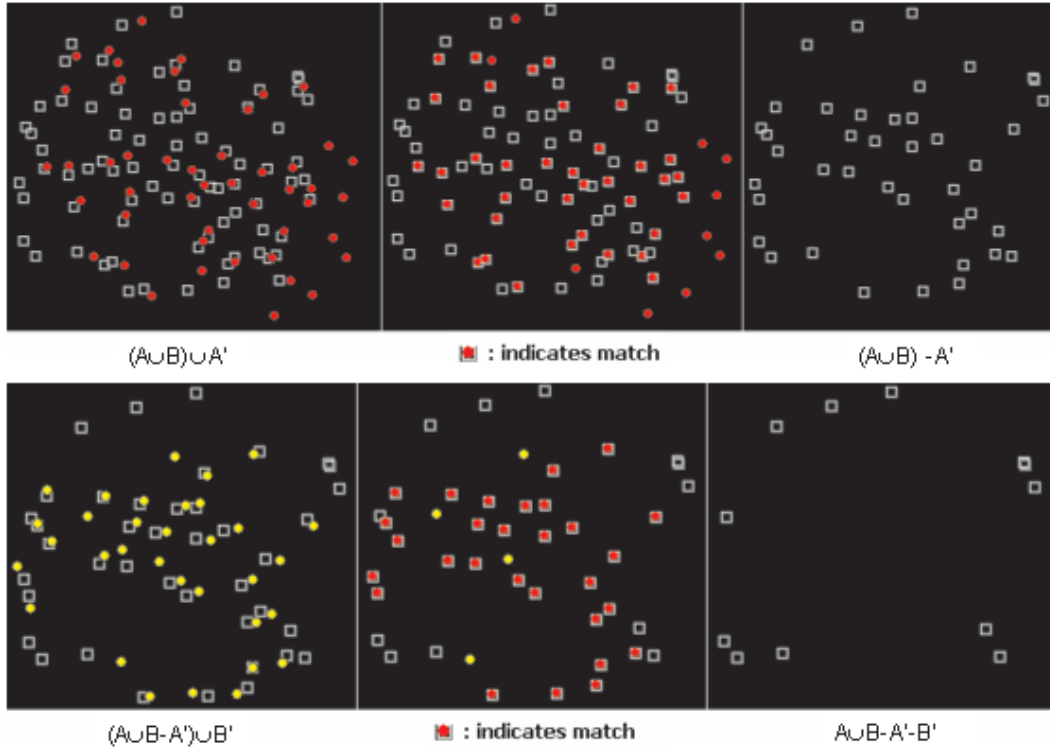 (A∪B)∪A'
: indicates match
(A∪B) -A'
(A∪B-A')∪B'
: indicates match
A∪B-A'-B'